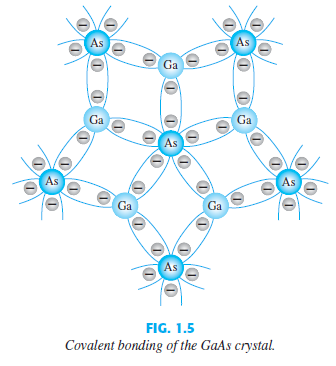 As As
Ga
Ga Ga
As
As As
Ga Ga
As
FIG. 1.5
Covalent bonding of the GaAs crystal.